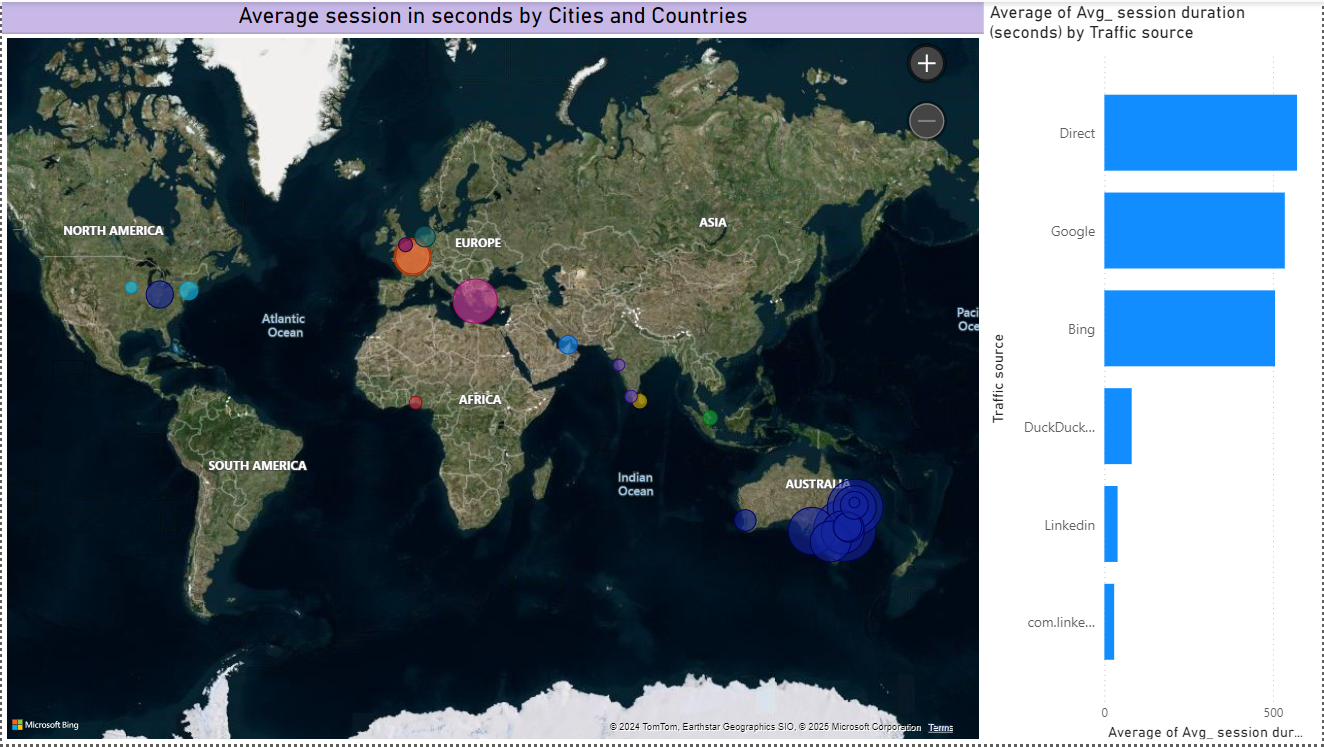 Average session in seconds by Cities and Countries
Average of Avg_ session duration
(seconds) by Traffic source
NORTH AMERICA
EUROPE
ASIA
Atlantic
Ocean
Paci
Oce
AFRICA
SOUTH AMERICA
Indian
Ocean
AUSTRALIA
Microsoft Bing
© 2024 TomTom, Earthstar Geographics SIO, © 2025 Microsoft Corporation Terms
Traffic source
Direct
Google
Bing
DuckDuck...
Linkedin
com.linke...
0 500
Average of Avg_ session dur...